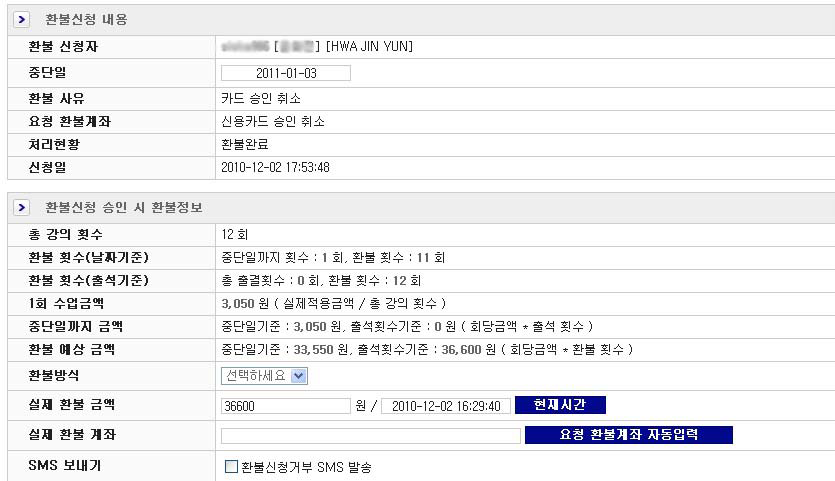 환불신청 내용
환불 신청자 [ ] [HWA JIN YUN]
중단일 2011-01-03
환불 사유 카드 승인 취소
요청 환불계좌 신용카드 승인 취소
처리현황 환불완료
신청일 2010-12-02 17:53:48
환불신청 승인 시 환불정보
총 강의 횟수 12 회
환불 횟수(날짜기준) 중단일까지 횟수 : 1 회, 환불 횟수 : 11 회
환불 횟수(출석기준) 총 출결횟수 : 0 회, 환불 횟수 : 12 회
1회 수업금액 3,050 원 ( 실제적용금액 / 총 강의 횟수 )
중단일까지 금액 중단일기준 : 3,050 원, 출석횟수기준 : 0 원 ( 회당금액 * 출석 횟수 )
환불 예상 금액 중단일기준 : 33,550 원, 출석횟수기준 : 36,600 원 ( 회당금액 * 환불 횟수 )
환불방식 선택하세요
실제 환불 금액 36600 원 / 2010-12-02 16:29:40 현재시간
실제 환불 계좌 요청 환불계좌 자동입력
SMS 보내기 환불신청거부 SMS 발송